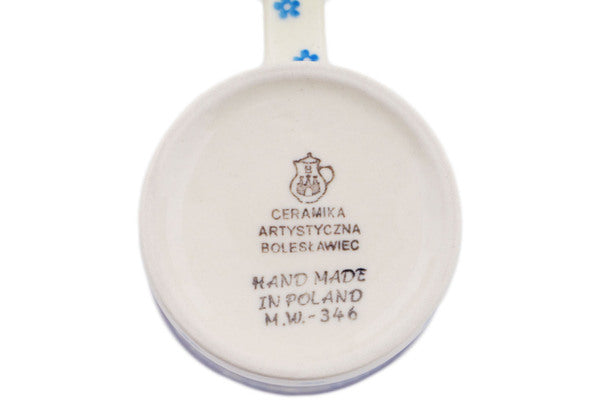 CERAMIKA
ARTYSTYCZNA
BOLESŁAWIEC
HAND MADE
IN POLAND
M.W.-346